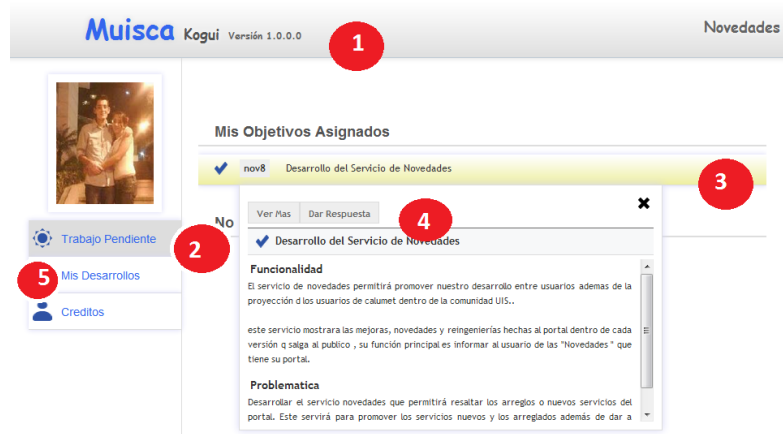 Muisca Kogui Versión 1.0.0.0
1
Novedades
Mis Objetivos Asignados
nov8 Desarrollo del Servicio de Novedades
3
No
Ver Mas Dar Respuesta
4
Desarrollo del Servicio de Novedades
Trabajo Pendiente
2
5
Mis Desarrollos
Creditos
Funcionalidad
El servicio de novedades permitirá promover nuestro desarrollo entre usuarios ademas de la
proyección d los usuarios de calumet dentro de la comunidad UIS..
este servicio mostrara las mejoras, novedades y reingenierías hechas al portal dentro de cada
versión q salga al publico , su función principal es informar al usuario de las "Novedades " que
tiene su portal.
Problematica
Desarrollar el servicio novedades que permitirá resaltar los arreglos o nuevos servicios del
portal. Este servirá para promover los servicios nuevos y los arreglados además de dar a